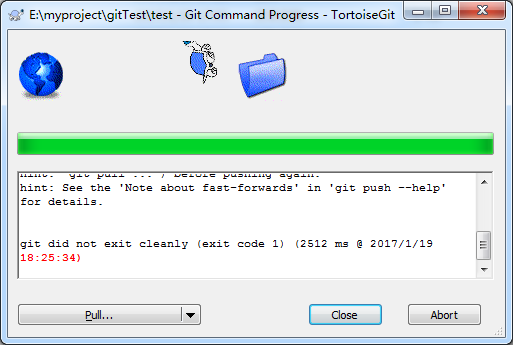 E:\myproject\gitTest\test - Git Command Progress - TortoiseGit
hint: 'git pull ...') before pushing again.
hint: See the 'Note about fast-forwards' in 'git push --help'
for details.
git did not exit cleanly (exit code 1) (2512 ms @ 2017/1/19
18:25:34)
Pull...
Close
Abort